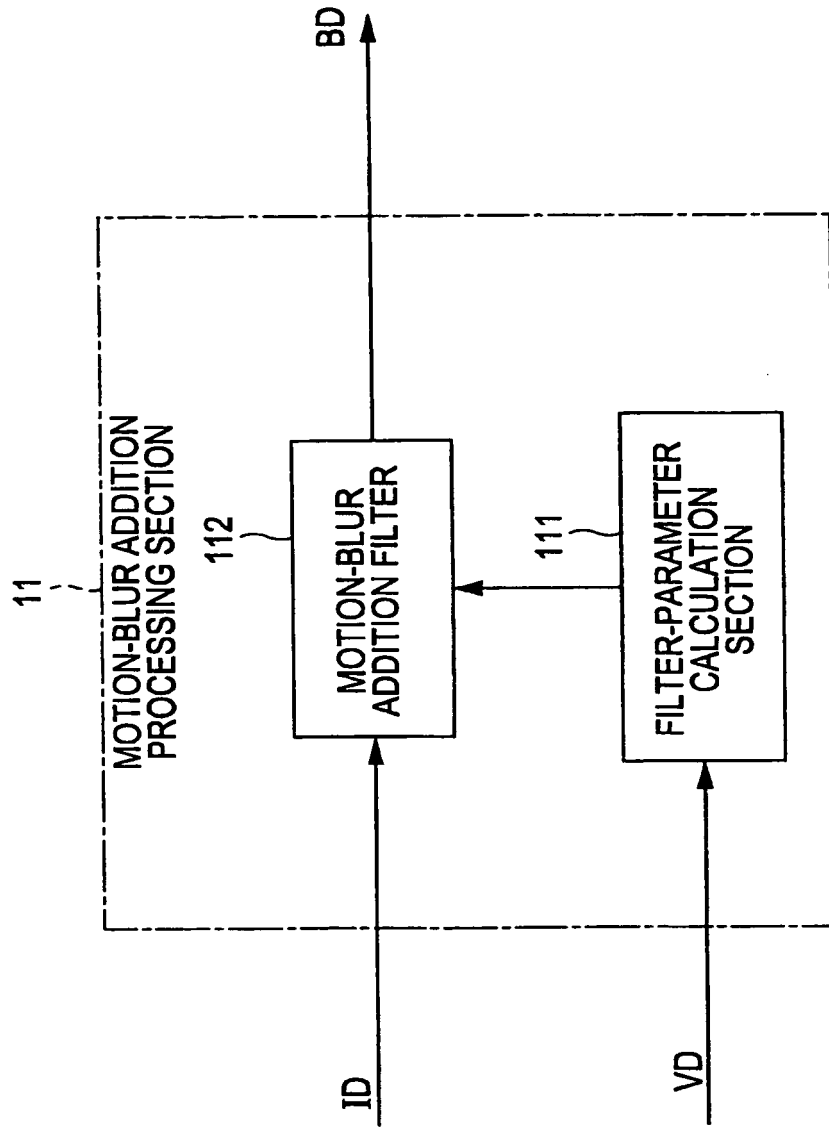 11
MOTION-BLUR ADDITION
PROCESSING SECTION
112
MOTION-BLUR
ADDITION FILTER
ID
BD
111
FILTER-PARAMETER
CALCULATION
SECTION
VD